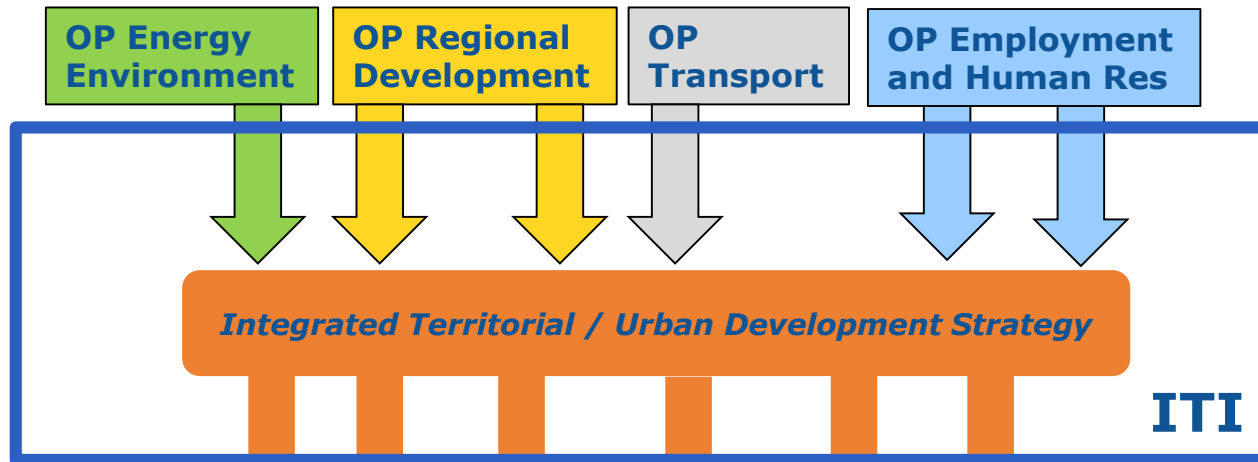 OP Energy
Environment
OP Regional
Development
OP
Transport
OP Employment
and Human Res
Integrated Territorial / Urban Development Strategy
ITI